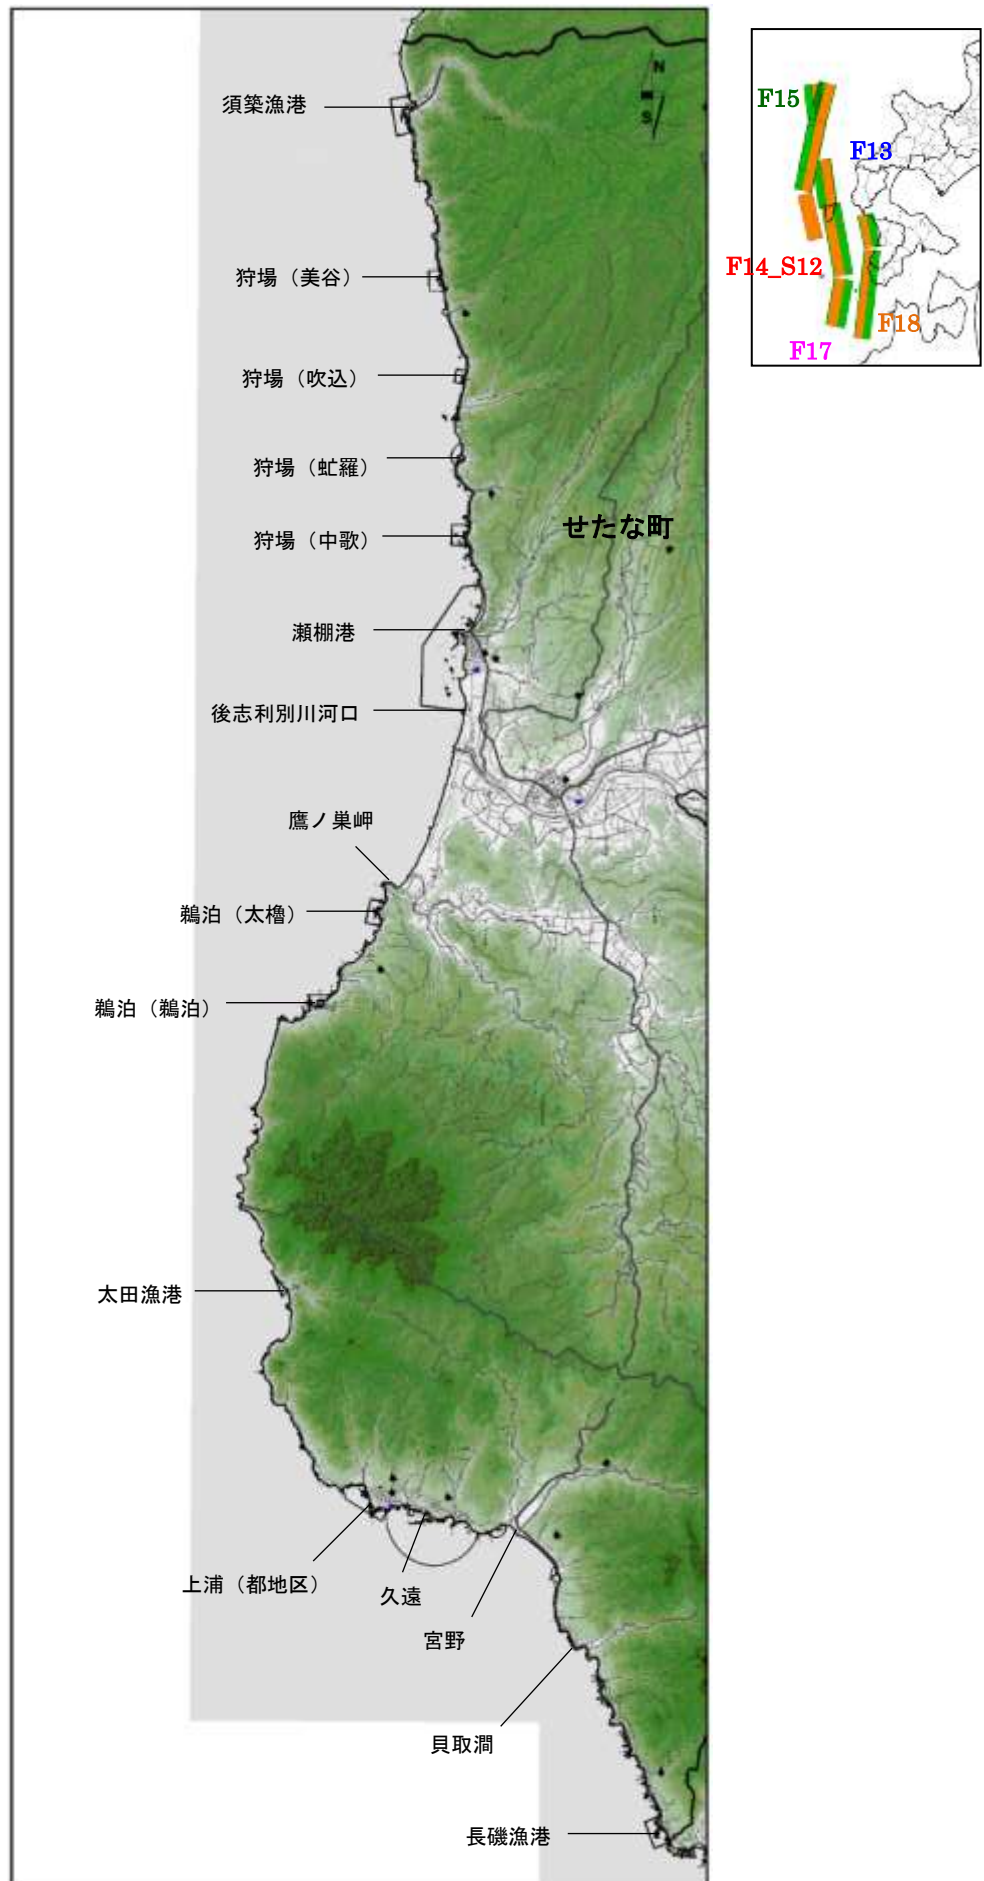 須築漁港
狩場（美谷）
狩場（吹込）
狩場（虻羅）
狩場（中歌）
瀬棚港
後志利別川河口
鷹ノ巣岬
鵜泊（太櫓）
鵜泊（鵜泊）
太田漁港
上浦（都地区）
久遠
宮野
貝取澗
長磯漁港
せたな町
N
S
F15
F13
F14_S12
F18
F17